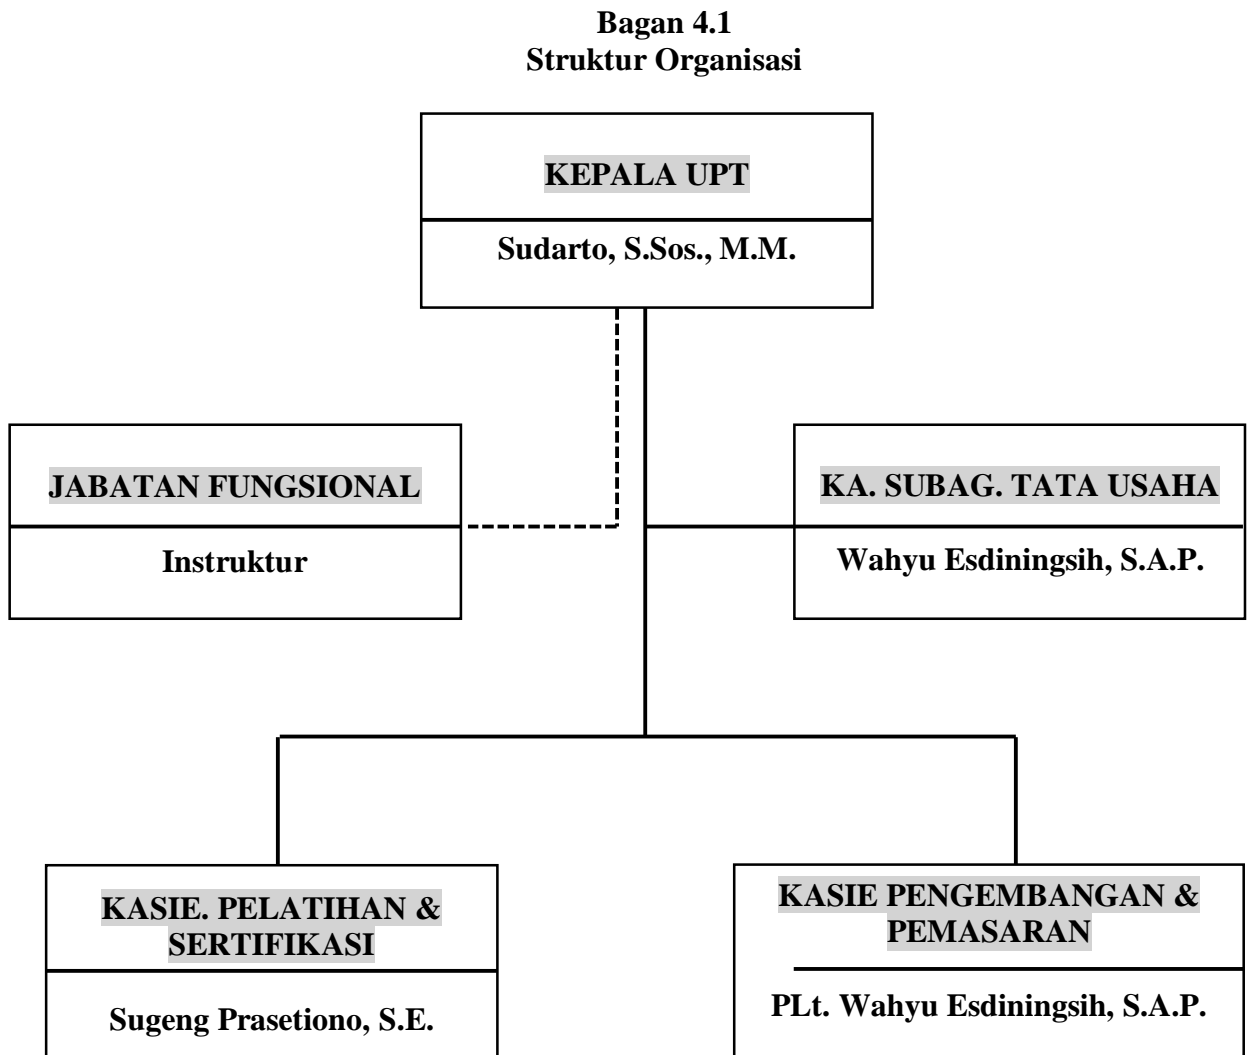 Bagan 4.1
Struktur Organisasi
KEPALA UPT
Sudarto, S.Sos., M.M.
JABATAN FUNGSIONAL
Instruktur
KA. SUBAG. TATA USAHA
Wahyu Esdiningsih, S.A.P.
KASIE. PELATIHAN &
SERTIFIKASI
Sugeng Prasetiono, S.E.
KASIE PENGEMBANGAN &
PEMASARAN
PLt. Wahyu Esdiningsih, S.A.P.